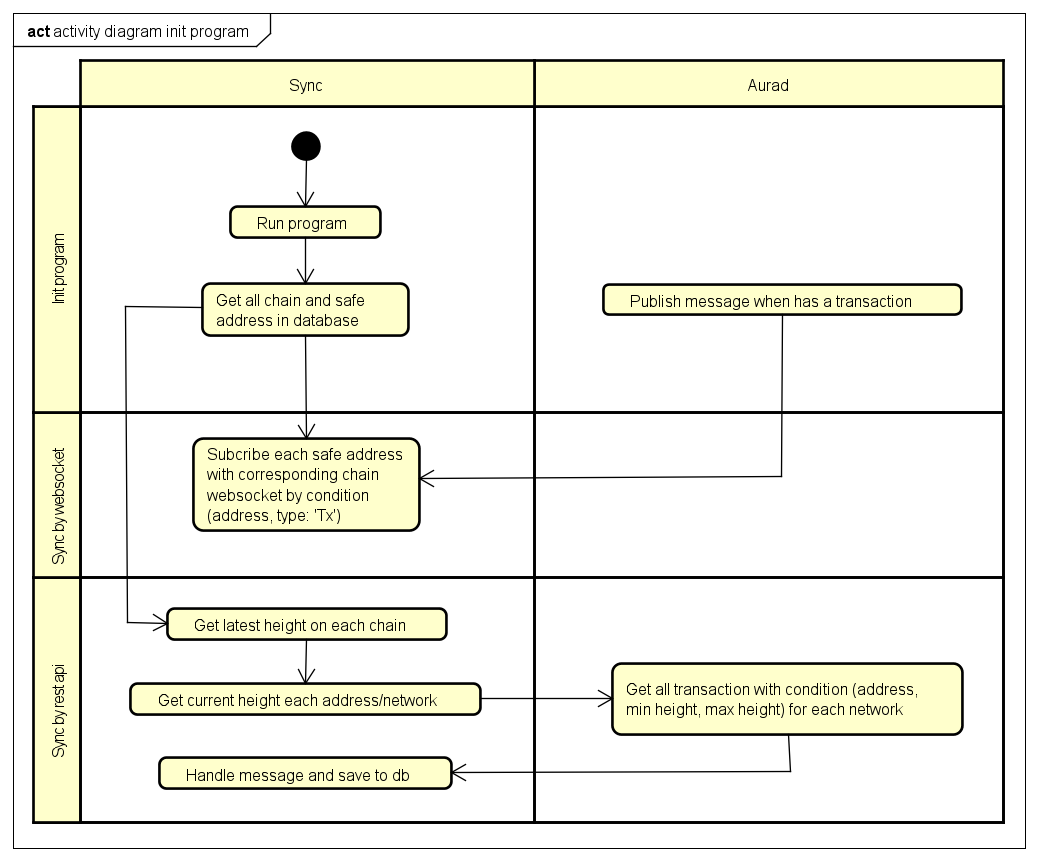 act activity diagram init program
Sync
Aurad
Init program
Run program
Get all chain and safe
address in database
Publish message when has a transaction
Sync by websocket
Subcribe each safe address
with corresponding chain
websocket by condition
(address, type: 'Tx')
Sync by rest api
Get latest height on each chain
Get current height each address/network
Get all transaction with condition (address,
min height, max height) for each network
Handle message and save to db